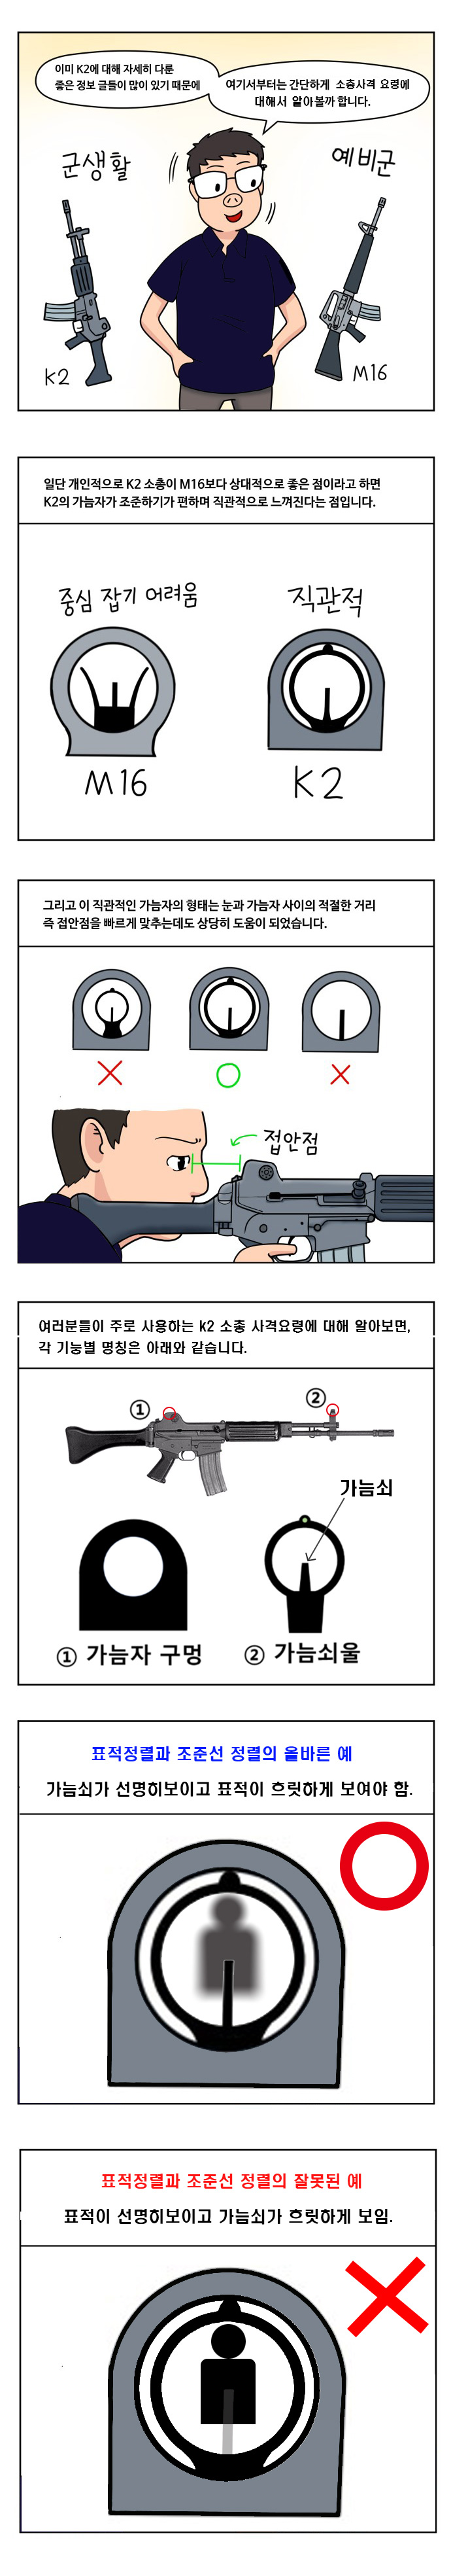 이미 K2에 대해 자세히 다룬
좋은 정보 글들이 많이 있기 때문에
여기서부터는 간단하게 소총사격 요령에
대해서 알아볼까 합니다.
군생활
예비군
K2
M16
일단 개인적으로 K2 소총이 M16보다 상대적으로 좋은 점이라고 하면
K2의 가늠자가 조준하기가 편하며 직관적으로 느껴진다는 점입니다.
중심 잡기 어려움
직관적
M16
K2
그리고 이 직관적인 가늠자의 형태는 눈과 가늠자 사이의 적절한 거리
즉 접안점을 빠르게 맞추는데도 상당히 도움이 되었습니다.
접안점
여러분들이 주로 사용하는 k2 소총 사격요령에 대해 알아보면,
각 기능별 명칭은 아래와 같습니다.
①
②
가늠쇠
① 가늠자 구멍
② 가늠쇠울
표적정렬과 조준선 정렬의 올바른 예
가늠쇠가 선명히보이고 표적이 흐릿하게 보여야 함.
표적정렬과 조준선 정렬의 잘못된 예
표적이 선명히보이고 가늠쇠가 흐릿하게 보임.